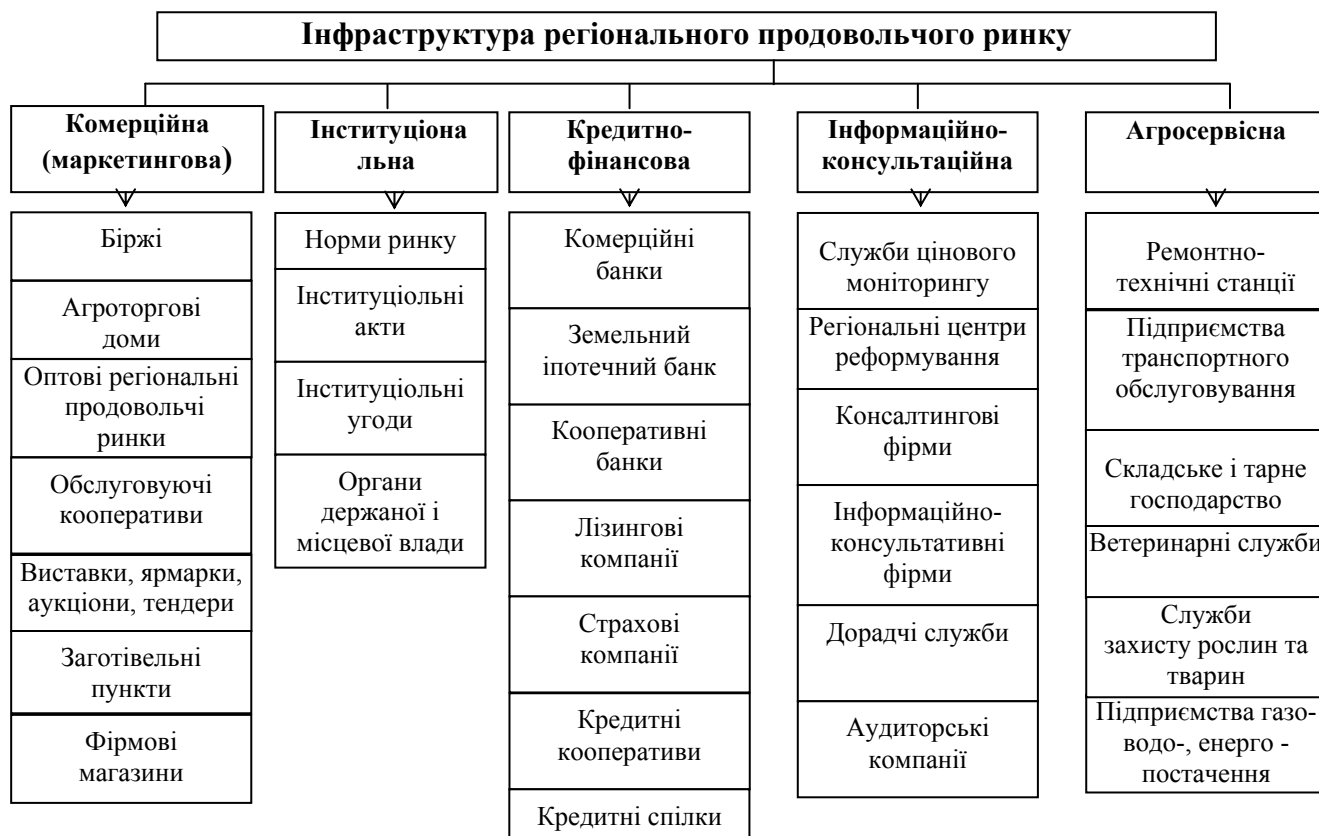 Інфраструктура регіонального продовольчого ринку
Комерційна
(маркетингова)
Інституціона
льна
Кредитно-
фінансова
Інформаційно-
консультаційна
Агросервісна
Біржі
Агроторгові
доми
Оптові регіональні
продовольчі
ринки
Обслуговуючі
кооперативи
Виставки, ярмарки,
аукціони, тендери
Заготівельні
пункти
Фірмові
магазини
Норми ринку
Інституціольні
акти
Інституціольні
угоди
Органи
держаної і
місцевої влади
Комерційні
банки
Земельний
іпотечний банк
Кооперативні
банки
Лізингові
компанії
Страхові
компанії
Кредитні
кооперативи
Кредитні спілки
Служби цінового
моніторингу
Регіональні центри
реформування
Консалтингові
фірми
Інформаційно-
консультативні
фірми
Дорадчі служби
Аудиторські
компанії
Ремонтно-
технічні станції
Підприємства
транспортного
обслуговування
Складське і тарне
господарство
Ветеринарні служби
Служби
захисту рослин та
тварин
Підприємства газо-
водо-, енерго -
постачення